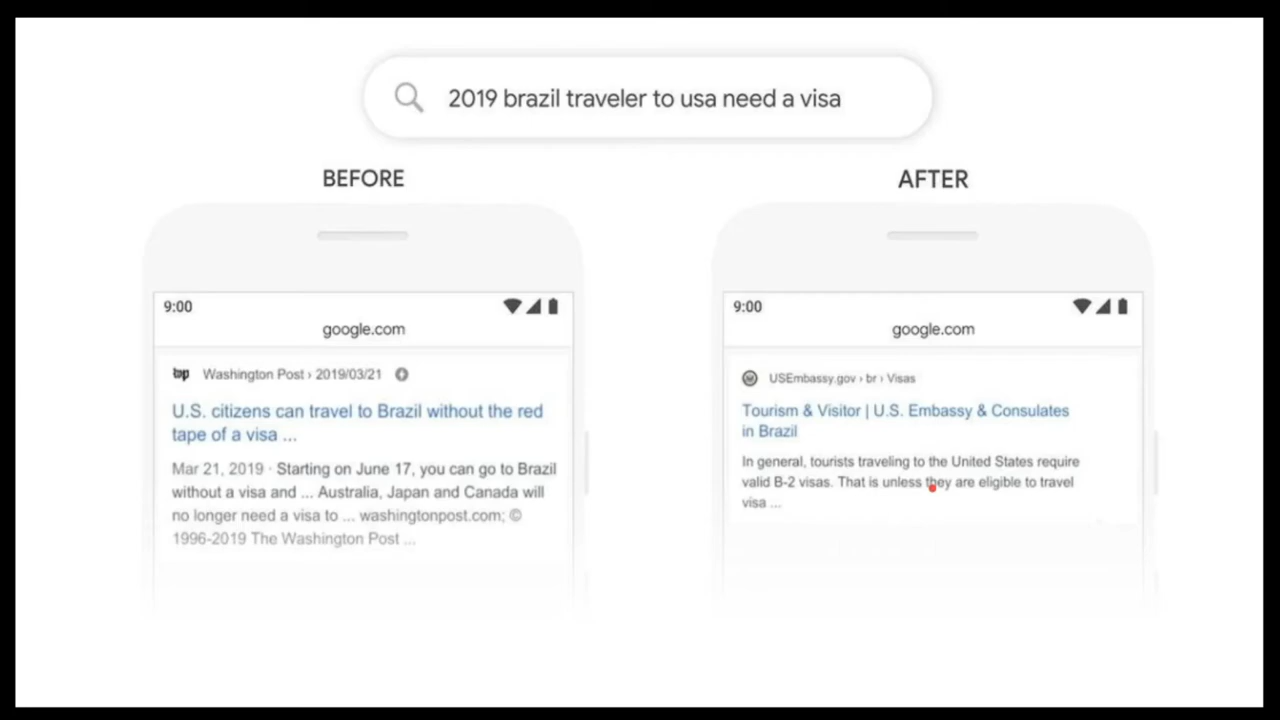 2019 brazil traveler to usa need a visa
BEFORE
AFTER
9:00
google.com
wp Washington Post › 2019/03/21
U.S. citizens can travel to Brazil without the red
tape of a visa ...
Mar 21, 2019 · Starting on June 17, you can go to Brazil
without a visa and ... Australia, Japan and Canada will
no longer need a visa to ... washingtonpost.com; ©
1996-2019 The Washington Post ...
9:00
google.com
USEmbassy.gov › br › Visas
Tourism & Visitor | U.S. Embassy & Consulates
in Brazil
In general, tourists traveling to the United States require
valid B-2 visas. That is unless they are eligible to travel
visa ...